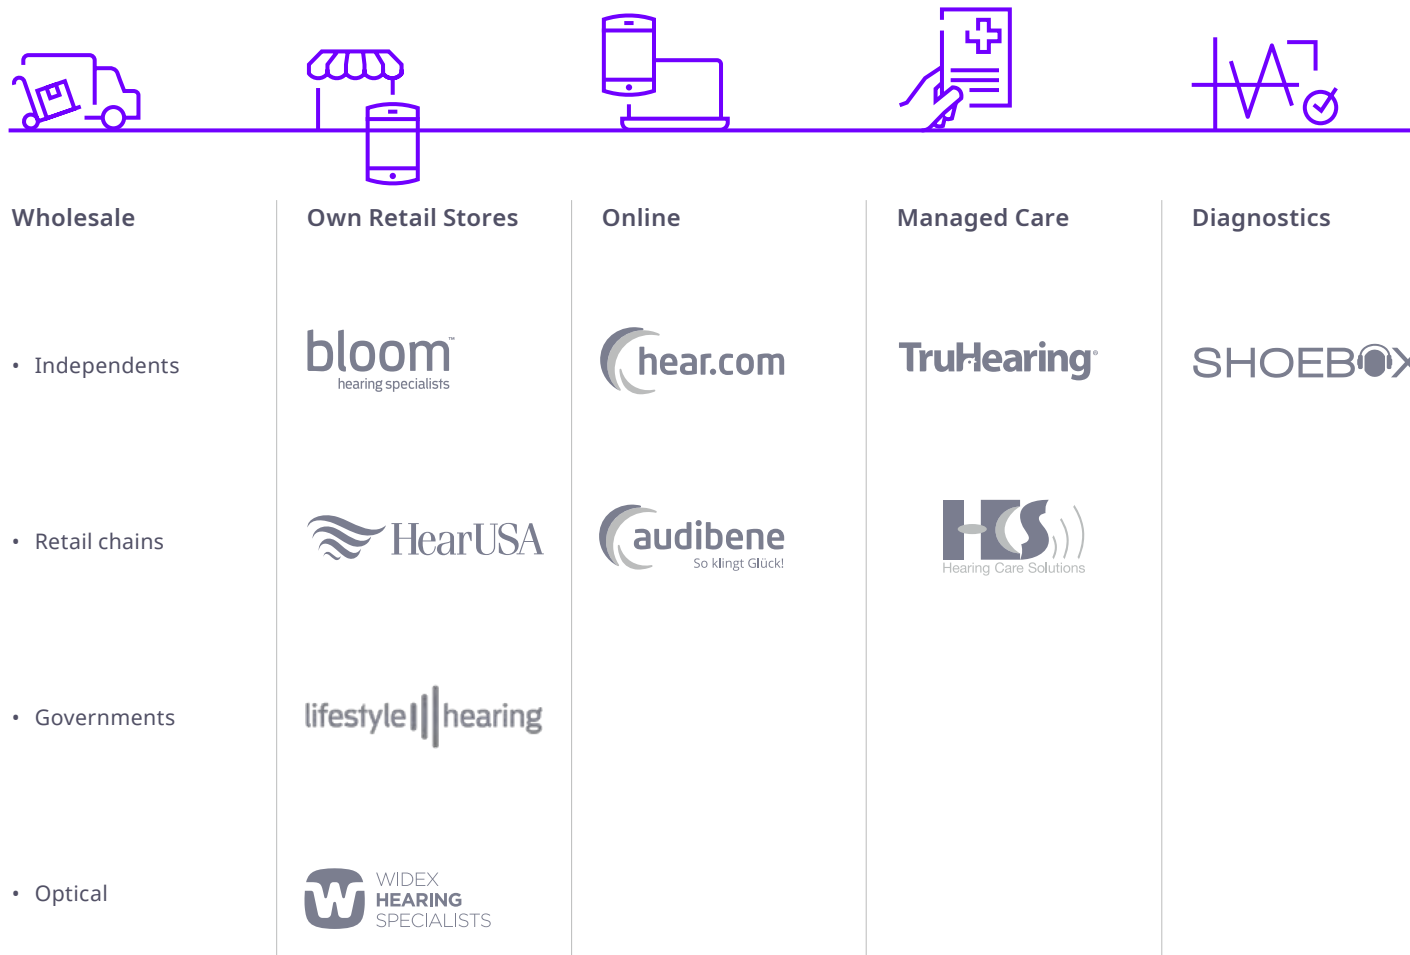 Wholesale
Own Retail Stores
Online
Managed Care
Diagnostics
• Independents
bloom™
hearing specialists
hear.com
TruHearing®
SHOEBOX
• Retail chains
HearUSA
audibene
So klingt Glück!
HCS
Hearing Care Solutions
• Governments
lifestyle hearing
• Optical
W
WIDEX
HEARING
SPECIALISTS